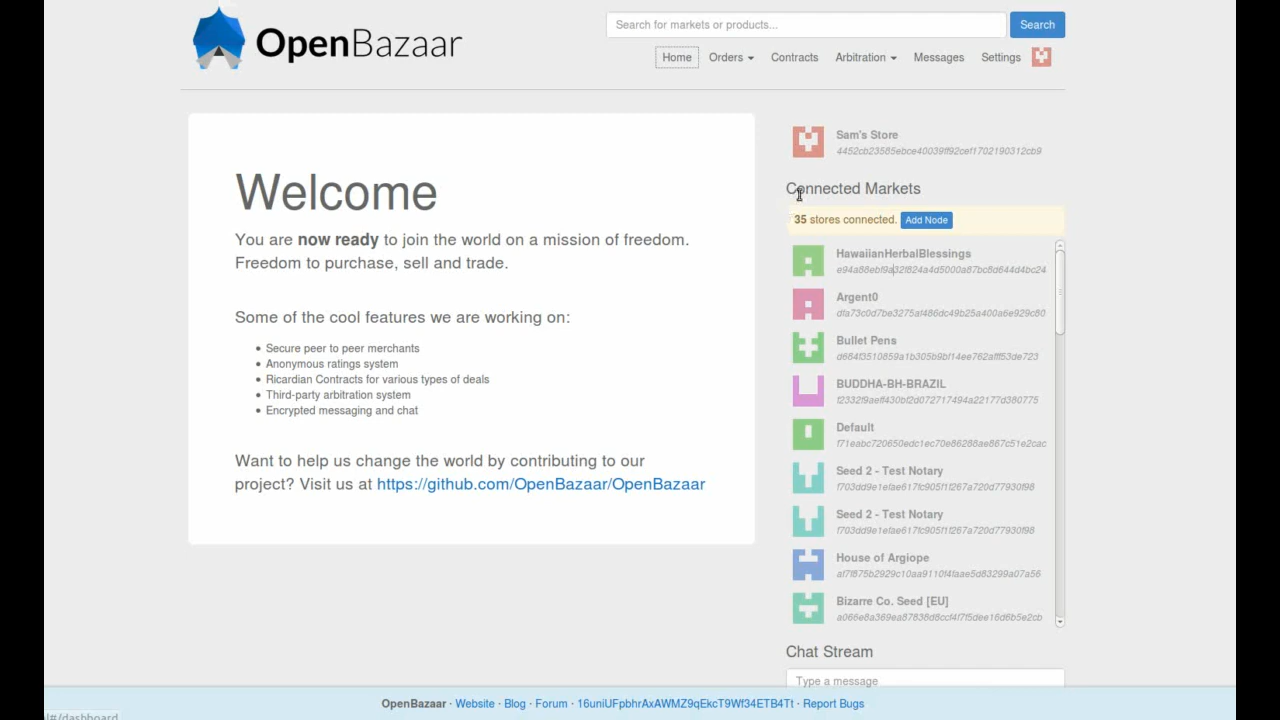 OpenBazaar
Search for markets or products...
Search
Home
Orders
Contracts
Arbitration
Messages
Settings
Welcome
You are now ready to join the world on a mission of freedom.
Freedom to purchase, sell and trade.
Some of the cool features we are working on:
Secure peer to peer merchants
Anonymous ratings system
Ricardian Contracts for various types of deals
Third-party arbitration system
Encrypted messaging and chat
Want to help us change the world by contributing to our
project? Visit us at https://github.com/OpenBazaar/OpenBazaar
Sam's Store
Connected Markets
35 stores connected. Add Node
HawaiianHerbalBlessings
Argent0
Bullet Pens
BUDDHA-BH-BRAZIL
Default
Seed 2 - Test Notary
Seed 2 - Test Notary
House of Argiope
Bizarre Co. Seed [EU]
Chat Stream
Type a message
OpenBazaar · Website · Blog · Forum · 16uniUFpbhrAxAWMZ9qEkcT9Wf34ETB4Tt · Report Bugs